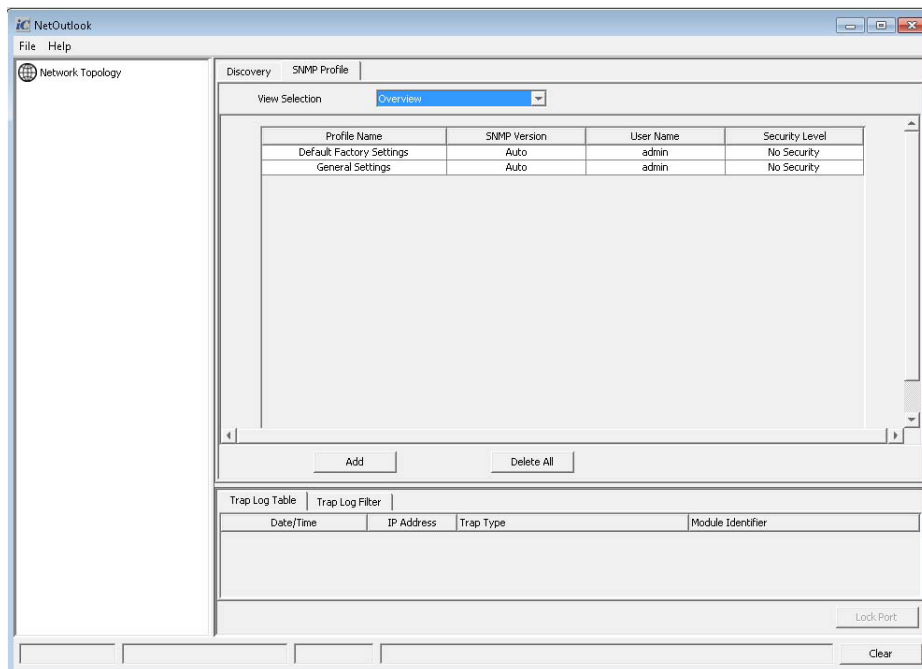 iC NetOutlook
File Help
Network Topology
Discovery SNMP Profile
View Selection Overview
Profile Name SNMP Version User Name Security Level
Default Factory Settings Auto admin No Security
General Settings Auto admin No Security
Add Delete All
Trap Log Table Trap Log Filter
Date/Time IP Address Trap Type Module Identifier
Lock Port
Clear